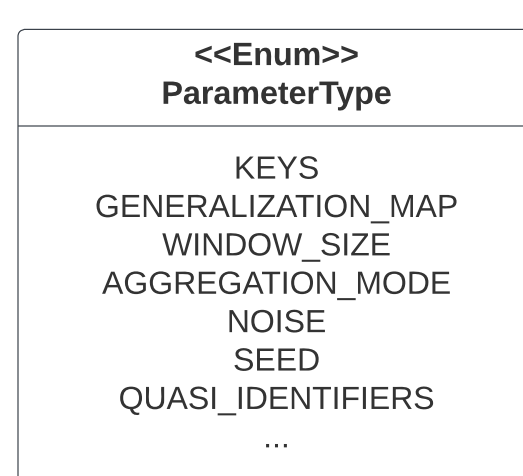 <<Enum>>
ParameterType
KEYS
GENERALIZATION_MAP
WINDOW_SIZE
AGGREGATION_MODE
NOISE
SEED
QUASI_IDENTIFIERS
...